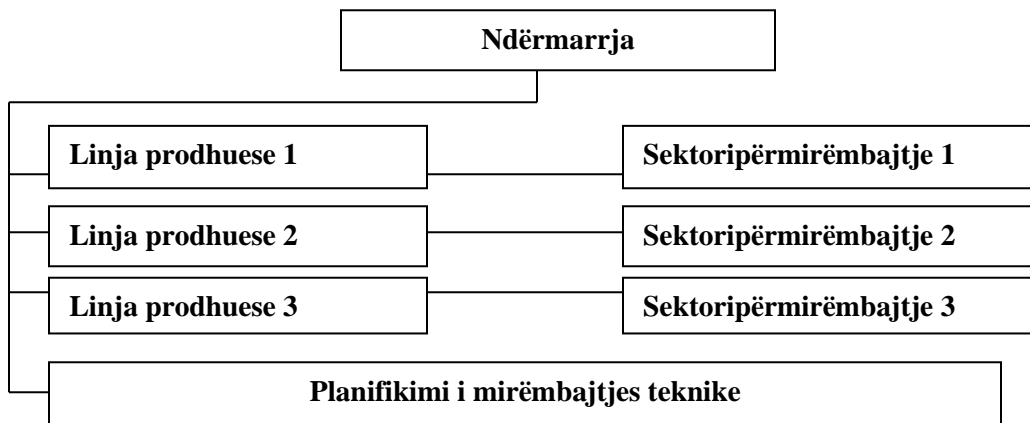 Ndërmarrja
Linja prodhuese 1
Sektoripërmirëmbajtje 1
Linja prodhuese 2
Sektoripërmirëmbajtje 2
Linja prodhuese 3
Sektoripërmirëmbajtje 3
Planifikimi i mirëmbajtjes teknike